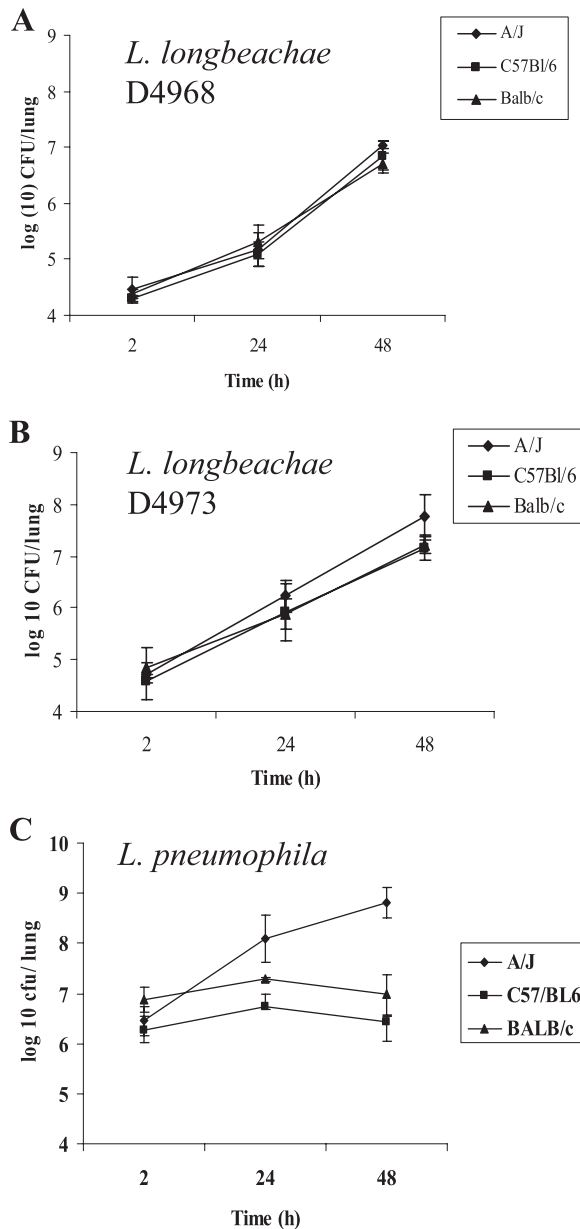 A
L. longbeachae
D4968
A/J
C57Bl/6
Balb/c
log (10) CFU/lung
9
8
7
6
5
4
2
24
48
Time (h)
B
L. longbeachae
D4973
A/J
C57Bl/6
Balb/c
log 10 CFU/lung
9
8
7
6
5
4
2
24
48
Time (h)
C
L. pneumophila
A/J
C57/BL6
BALB/c
log 10 cfu/ lung
10
9
8
7
6
5
4
2
24
48
Time (h)